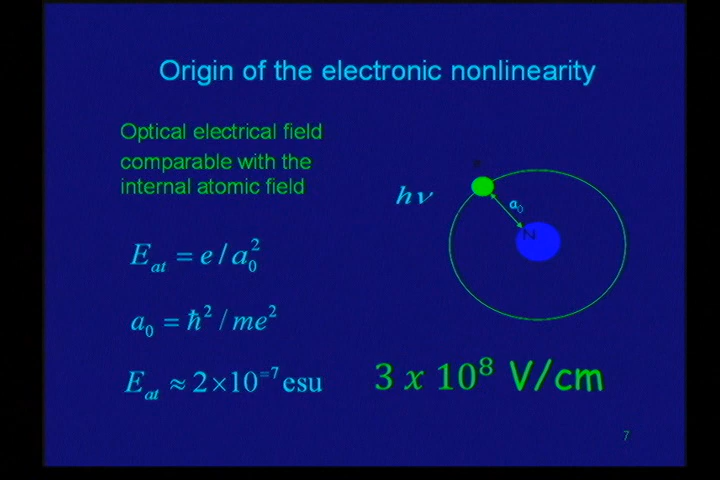 Origin of the electronic nonlinearity
Optical electrical field
comparable with the
internal atomic field
hν
a₀
N
E_at = e / a₀²
a₀ = ħ² / me²
E_at ≈ 2×10⁼⁷ esu
3 x 10⁸ V/cm
7